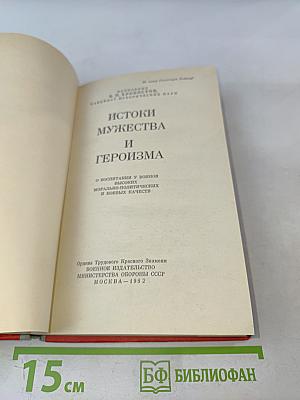 ИСТОКИ
МУЖЕСТВА
И
ГЕРОИЗМА
О ВОСПИТАНИИ У ВОИНОВ
ВЫСОКИХ
МОРАЛЬНО-ПОЛИТИЧЕСКИХ
И БОЕВЫХ КАЧЕСТВ
Ордена Трудового Красного Знамени
ВОЕННОЕ ИЗДАТЕЛЬСТВО
МИНИСТЕРСТВА ОБОРОНЫ СССР
МОСКВА — 1982
15 см
БФ БИБЛИОФАН